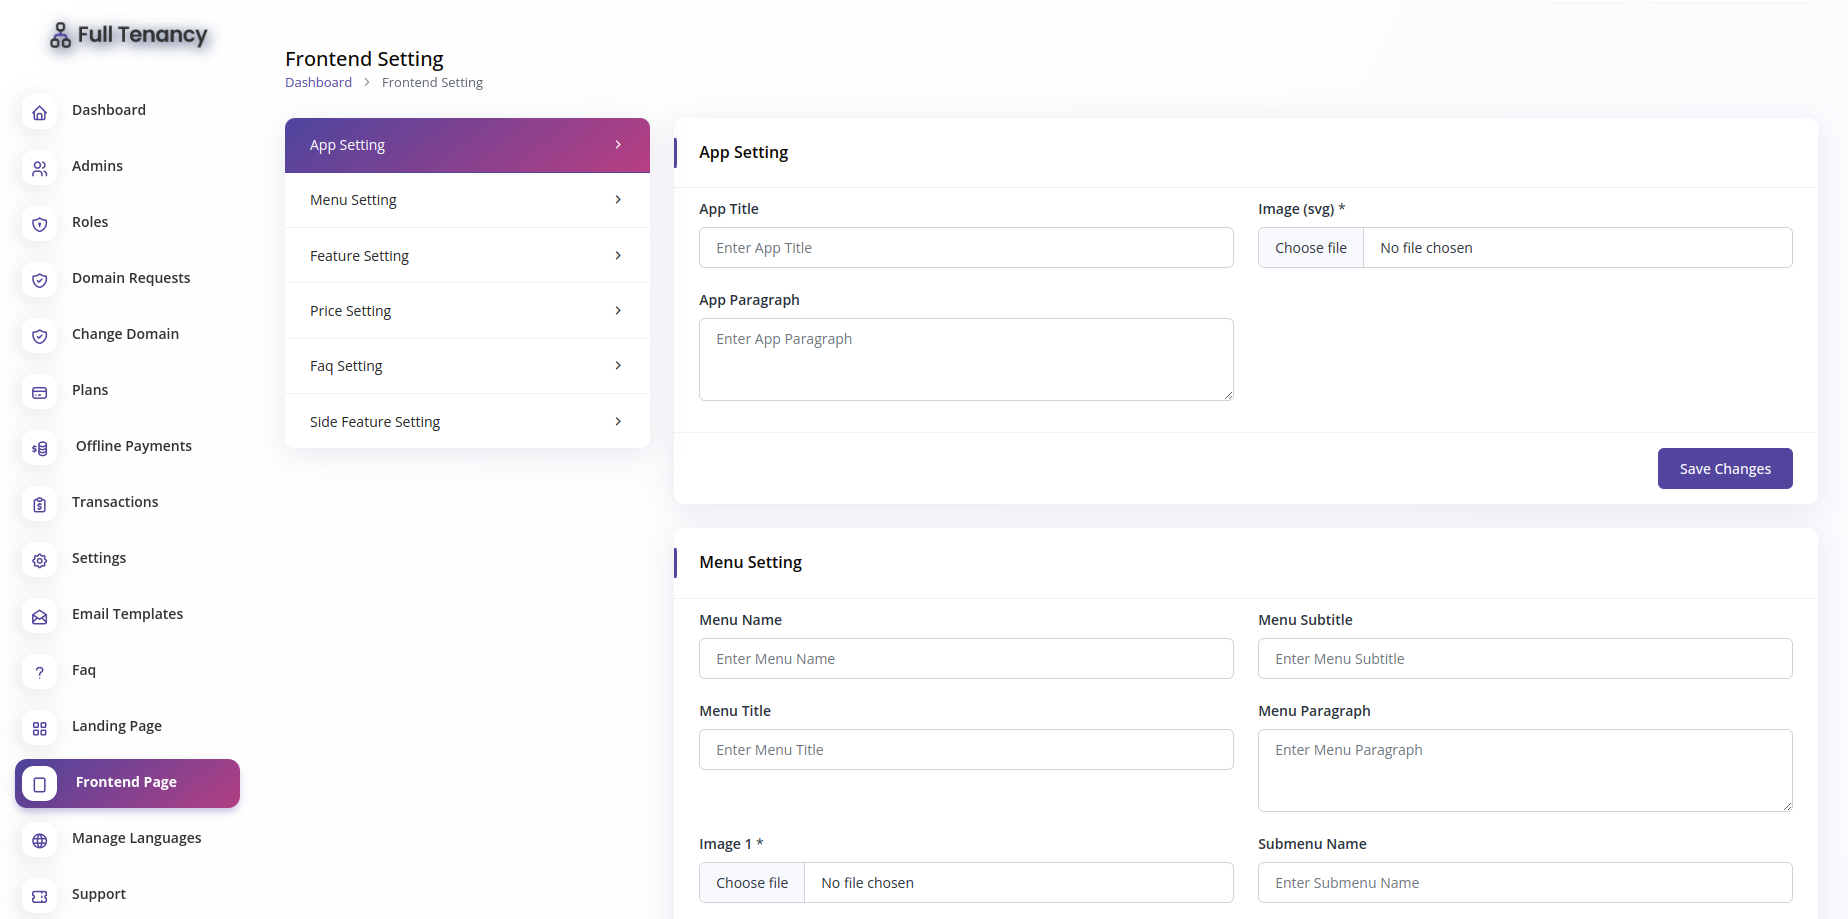 Full Tenancy
Dashboard
Admins
Roles
Domain Requests
Change Domain
Plans
Offline Payments
Transactions
Settings
Email Templates
Faq
Landing Page
Frontend Page
Manage Languages
Support
Frontend Setting
Dashboard > Frontend Setting
App Setting
Menu Setting
Feature Setting
Price Setting
Faq Setting
Side Feature Setting
App Setting
App Title
Enter App Title
Image (svg) *
Choose file No file chosen
App Paragraph
Enter App Paragraph
Save Changes
Menu Setting
Menu Name
Enter Menu Name
Menu Subtitle
Enter Menu Subtitle
Menu Title
Enter Menu Title
Menu Paragraph
Enter Menu Paragraph
Image 1 *
Choose file No file chosen
Submenu Name
Enter Submenu Name